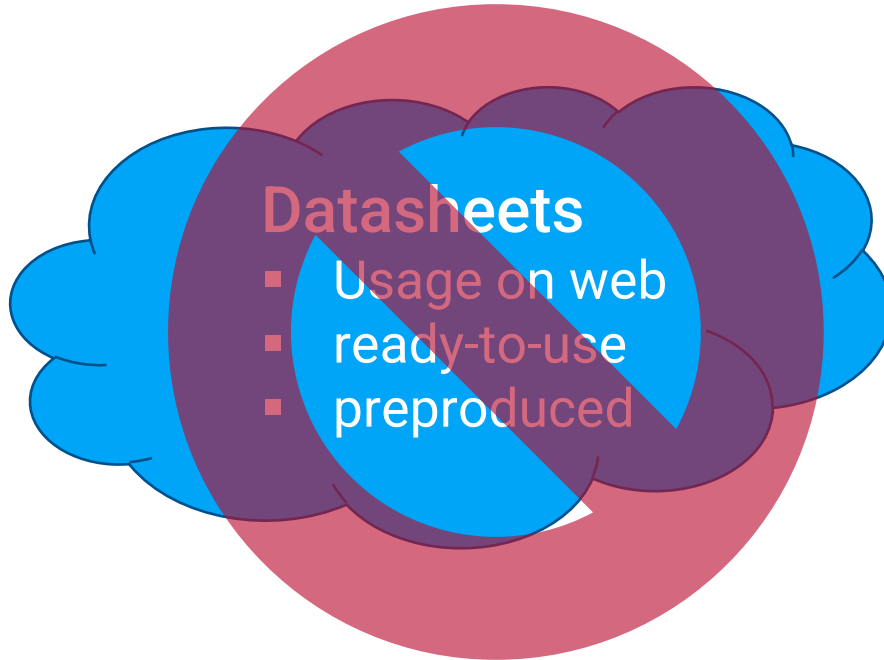 Datasheets
▪ Usage on web
▪ ready-to-use
▪ preproduced